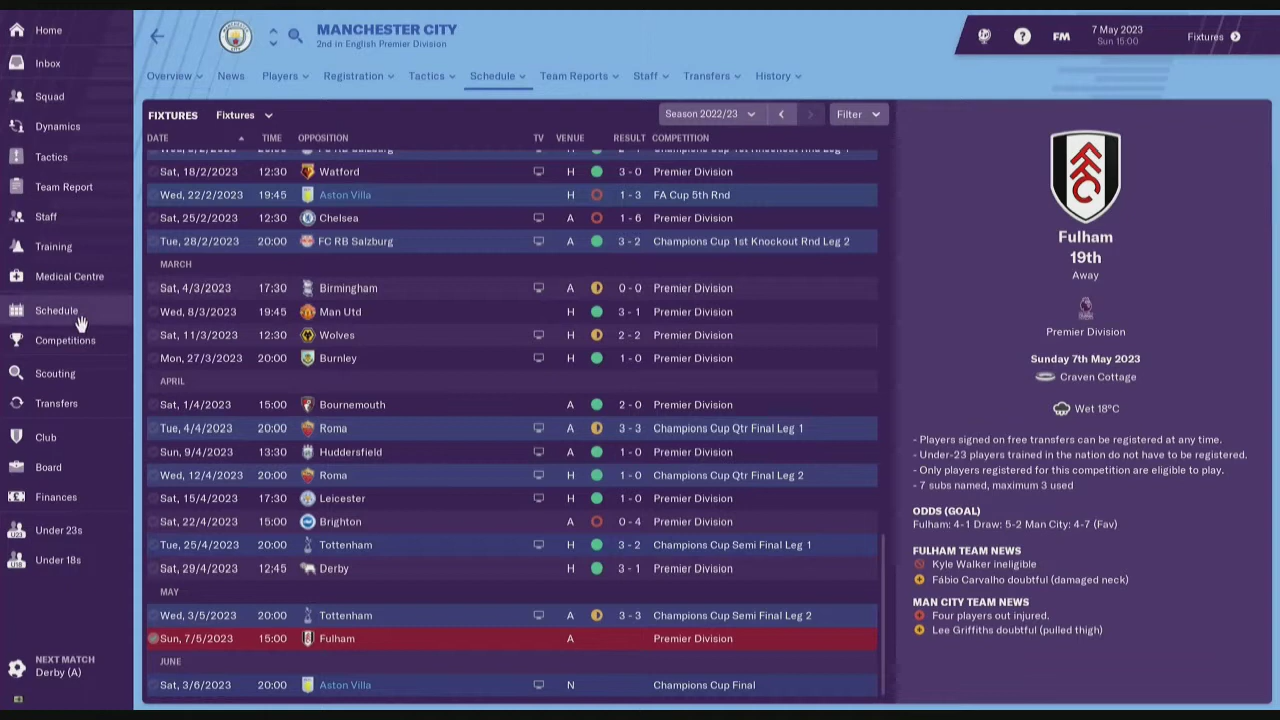 Home
Inbox
Squad
Dynamics
Tactics
Team Report
Staff
Training
Medical Centre
Schedule
Competitions
Scouting
Transfers
Club
Board
Finances
U23 Under 23s
U18 Under 18s
NEXT MATCH
Derby (A)
MANCHESTER CITY
2nd in English Premier Division
? FM 7 May 2023 Fixtures
Sun 15:00
Overview News Players Registration Tactics Schedule Team Reports Staff Transfers History
FIXTURES Fixtures Season 2022/23 Filter
DATE TIME OPPOSITION TV VENUE RESULT COMPETITION
Sat, 18/2/2023 12:30 Watford H 3 - 0 Premier Division
Wed, 22/2/2023 19:45 Aston Villa H 1 - 3 FA Cup 5th Rnd
Sat, 25/2/2023 12:30 Chelsea A 1 - 6 Premier Division
Tue, 28/2/2023 20:00 FC RB Salzburg A 3 - 2 Champions Cup 1st Knockout Rnd Leg 2
MARCH
Sat, 4/3/2023 17:30 Birmingham A 0 - 0 Premier Division
Wed, 8/3/2023 19:45 Man Utd H 3 - 1 Premier Division
Sat, 11/3/2023 12:30 Wolves H 2 - 2 Premier Division
Mon, 27/3/2023 20:00 Burnley H 1 - 0 Premier Division
APRIL
Sat, 1/4/2023 15:00 Bournemouth A 2 - 0 Premier Division
Tue, 4/4/2023 20:00 Roma A 3 - 3 Champions Cup Qtr Final Leg 1
Sun, 9/4/2023 13:30 Huddersfield A 1 - 0 Premier Division
Wed, 12/4/2023 20:00 Roma H 1 - 0 Champions Cup Qtr Final Leg 2
Sat, 15/4/2023 17:30 Leicester H 1 - 0 Premier Division
Sat, 22/4/2023 15:00 Brighton A 0 - 4 Premier Division
Tue, 25/4/2023 20:00 Tottenham H 3 - 2 Champions Cup Semi Final Leg 1
Sat, 29/4/2023 12:45 Derby H 3 - 1 Premier Division
MAY
Wed, 3/5/2023 20:00 Tottenham A 3 - 3 Champions Cup Semi Final Leg 2
Sun, 7/5/2023 15:00 Fulham A Premier Division
JUNE
Sat, 3/6/2023 20:00 Aston Villa N Champions Cup Final
Fulham
19th
Away
Premier Division
Sunday 7th May 2023
Craven Cottage
Wet 18°C
- Players signed on free transfers can be registered at any time.
- Under-23 players trained in the nation do not have to be registered.
- Only players registered for this competition are eligible to play.
- 7 subs named, maximum 3 used
ODDS (GOAL)
Fulham: 4-1 Draw: 5-2 Man City: 4-7 (Fav)
FULHAM TEAM NEWS
Kyle Walker ineligible
Fábio Carvalho doubtful (damaged neck)
MAN CITY TEAM NEWS
Four players out injured.
Lee Griffiths doubtful (pulled thigh)